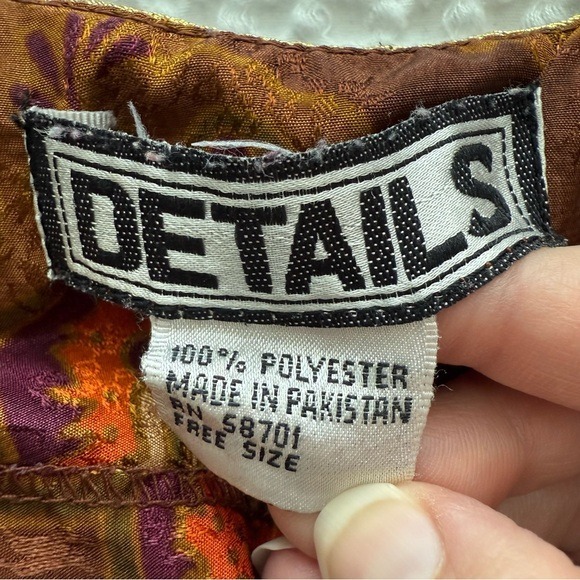 DETAILS
100% POLYESTER
MADE IN PAKISTAN
RN 58701
FREE SIZE